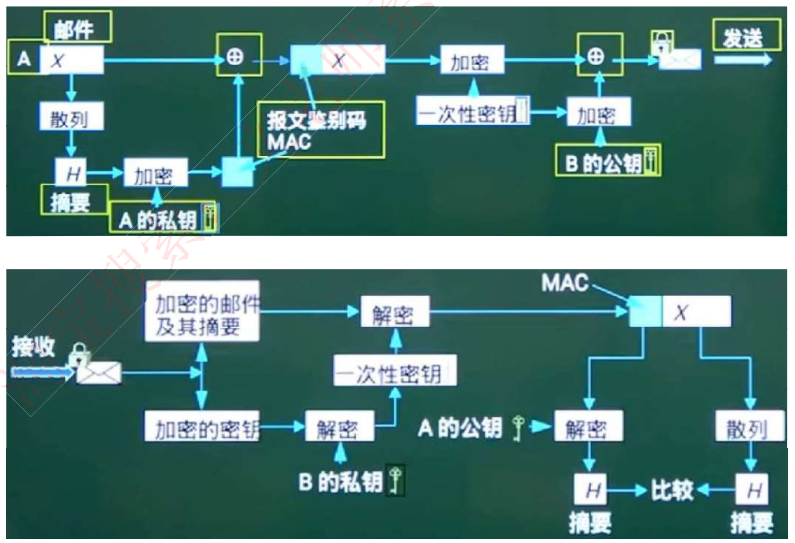 邮件
发送
A
X
⊕
X
加密
⊕
散列
报文鉴别码
MAC
一次性密钥
加密
H
加密
B 的公钥
摘要
A 的私钥
MAC
加密的邮件
及其摘要
解密
X
接收
一次性密钥
加密的密钥
解密
A 的公钥
解密
散列
B 的私钥
H
比较
H
摘要
摘要